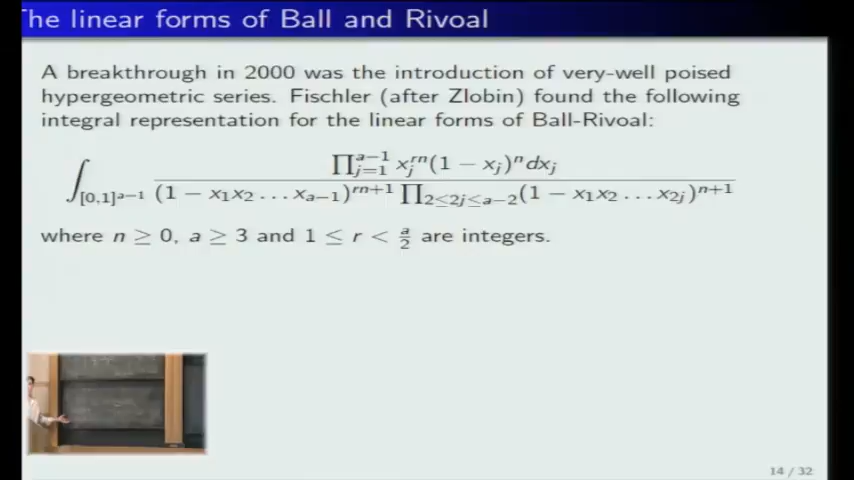 The linear forms of Ball and Rivoal
A breakthrough in 2000 was the introduction of very-well poised
hypergeometric series. Fischler (after Zlobin) found the following
integral representation for the linear forms of Ball-Rivoal:
∫_{[0,1]^{a−1}} \frac{∏_{j=1}^{a−1} x_j^{rn}(1 − x_j)^n dx_j}{(1 − x_1x_2 … x_{a−1})^{rn+1} ∏_{2≤2j≤a−2}(1 − x_1x_2 … x_{2j})^{n+1}}
where n ≥ 0, a ≥ 3 and 1 ≤ r < \frac{a}{2} are integers.
14 / 32